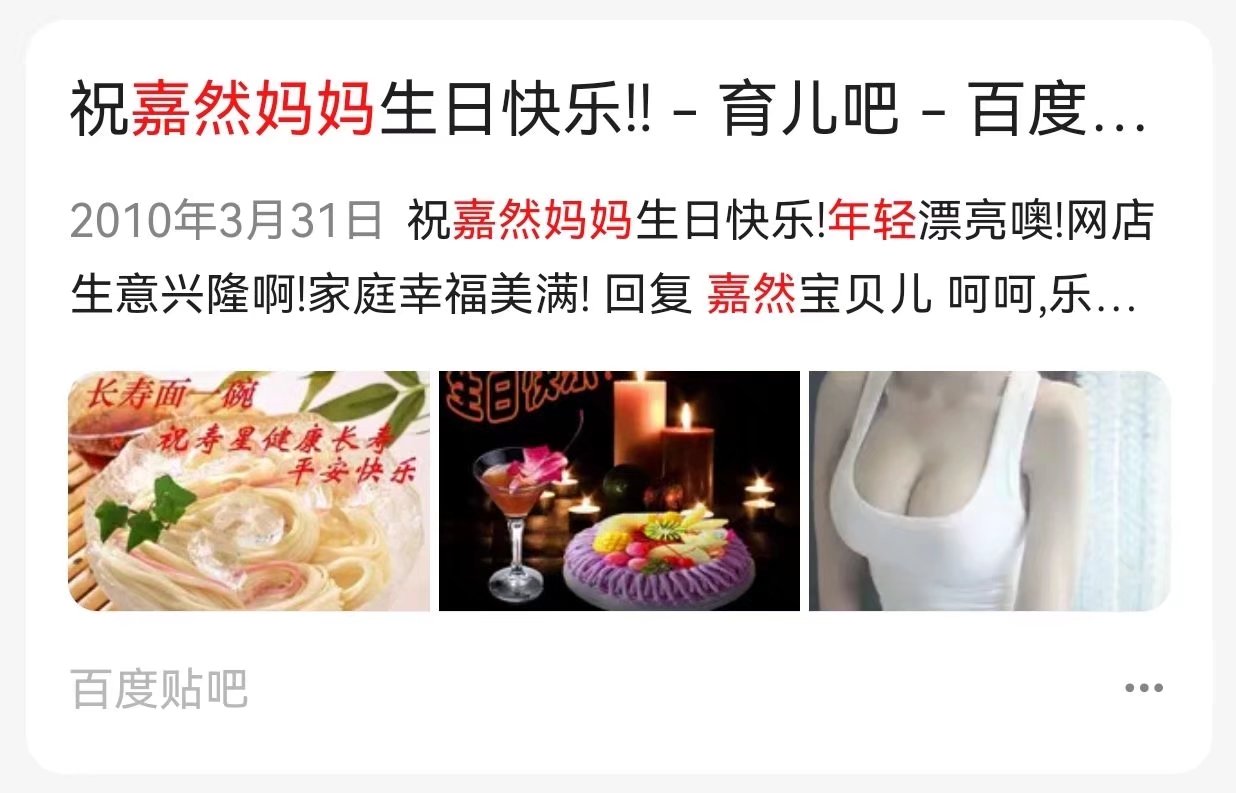 祝嘉然妈妈生日快乐!! - 育儿吧 - 百度...
2010年3月31日 祝嘉然妈妈生日快乐!年轻漂亮噢!网店
生意兴隆啊!家庭幸福美满! 回复 嘉然宝贝儿 呵呵,乐...
长寿面一碗
祝寿星健康长寿
平安快乐
生日快乐!
百度贴吧